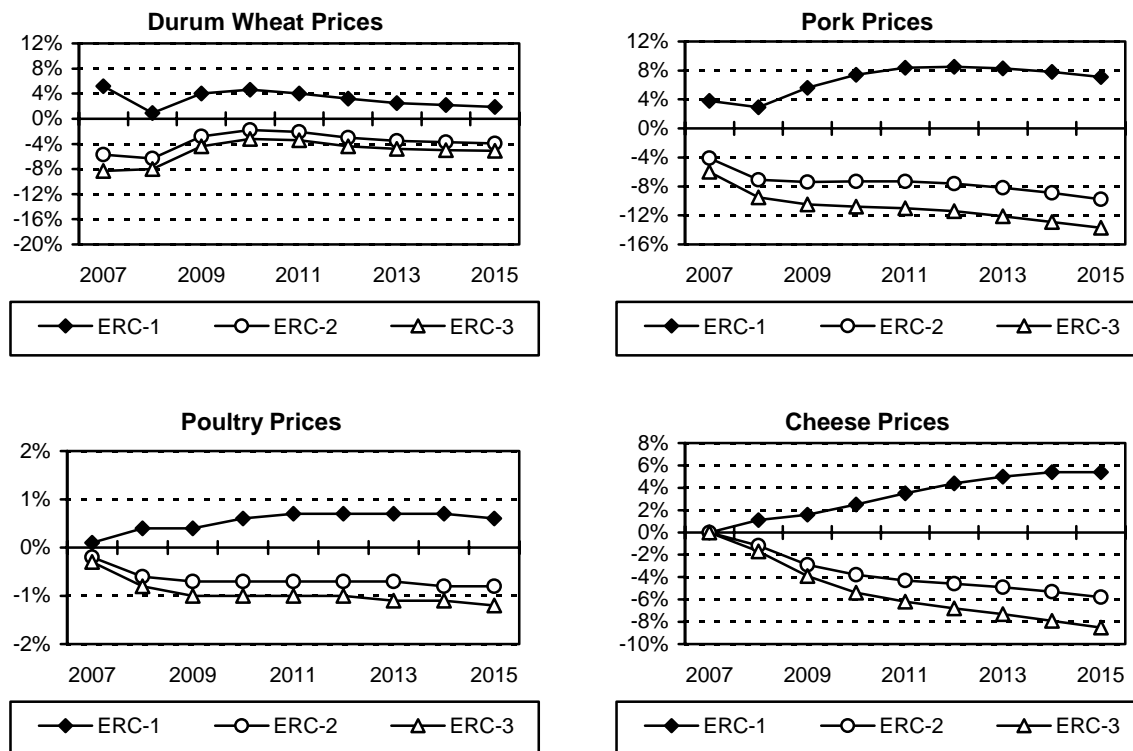 Durum Wheat Prices
12%
8%
4%
0%
-4%
-8%
-12%
-16%
-20%
2007 2009 2011 2013 2015
ERC-1 ERC-2 ERC-3
Pork Prices
12%
8%
4%
0%
-4%
-8%
-12%
-16%
2007 2009 2011 2013 2015
ERC-1 ERC-2 ERC-3
Poultry Prices
2%
1%
0%
-1%
-2%
2007 2009 2011 2013 2015
ERC-1 ERC-2 ERC-3
Cheese Prices
8%
6%
4%
2%
0%
-2%
-4%
-6%
-8%
-10%
2007 2009 2011 2013 2015
ERC-1 ERC-2 ERC-3